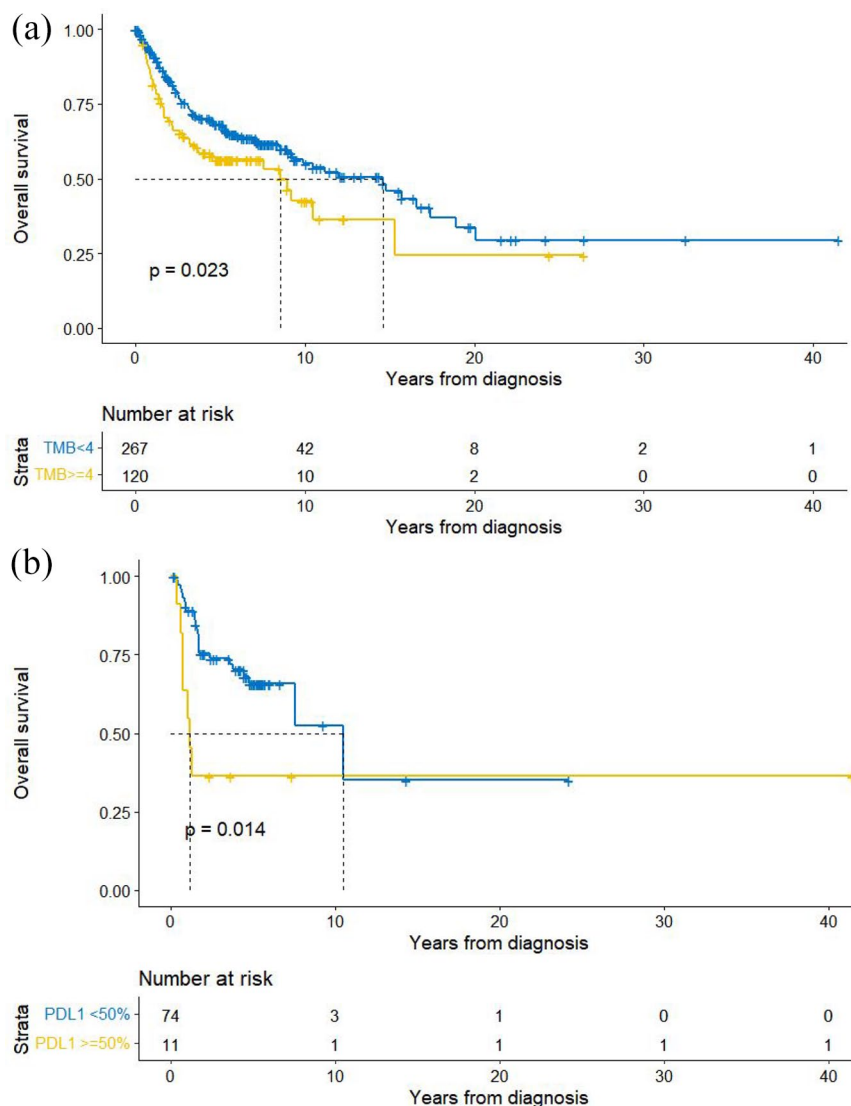 (a)
Overall survival
1.00
0.75
0.50
0.25
0.00
p = 0.023
0 10 20 30 40
Years from diagnosis
Number at risk
Strata
TMB<4 267 42 8 2 1
TMB>=4 120 10 2 0 0
0 10 20 30 40
Years from diagnosis
(b)
Overall survival
1.00
0.75
0.50
0.25
0.00
p = 0.014
0 10 20 30 40
Years from diagnosis
Number at risk
Strata
PDL1 <50% 74 3 1 0 0
PDL1 >=50% 11 1 1 1 1
0 10 20 30 40
Years from diagnosis